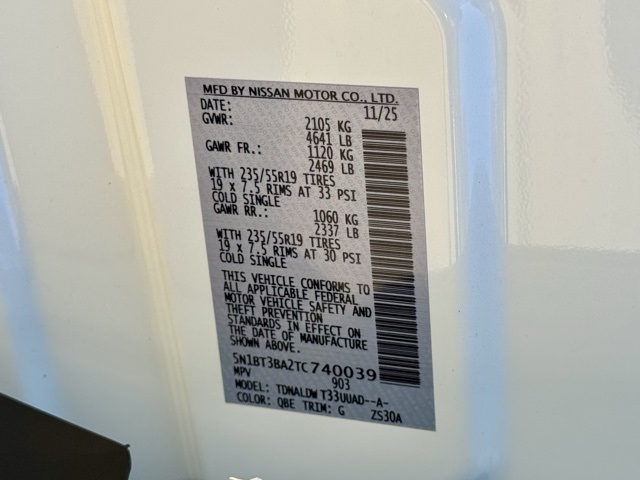 MFD BY NISSAN MOTOR CO., LTD.
DATE: 11/25
GVWR: 2105 KG
4641 LB
GAWR FR.: 1120 KG
2469 LB
WITH 235/55R19 TIRES
19 x 7.5 RIMS AT 33 PSI
COLD SINGLE
GAWR RR.: 1060 KG
2337 LB
WITH 235/55R19 TIRES
19 x 7.5 RIMS AT 30 PSI
COLD SINGLE
THIS VEHICLE CONFORMS TO
ALL APPLICABLE FEDERAL
MOTOR VEHICLE SAFETY AND
THEFT PREVENTION
STANDARDS IN EFFECT ON
THE DATE OF MANUFACTURE
SHOWN ABOVE.
5N1BT3BA2TC740039
MPV 903
MODEL: TDNALDW T33UUAD--A-
COLOR: QBE TRIM: G ZS30A